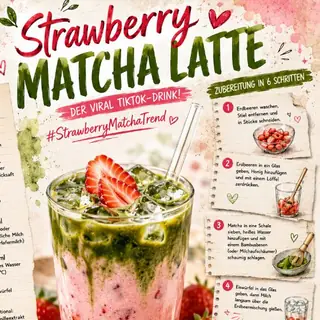 Strawberry
MATCHA LATTE
DER VIRAL TIKTOK-DRINK!
#StrawberryMatchaTrend
ZUBEREITUNG IN 6 SCHRITTEN
1 Erdbeeren waschen,
Stiel entfernen und
in Stücke schneiden.
2 Erdbeeren in ein Glas
geben, Honig hinzufügen
und mit einem Löffel
zerdrücken.
3 Matcha in eine Schale
sieben, heißes Wasser
hinzufügen und mit
einem Bambusbesen
(oder Milchaufschäumer)
schaumig schlagen.
4 Eiswürfel in das Glas
geben, dann Milch
langsam über die
Erdbeermischung gießen.